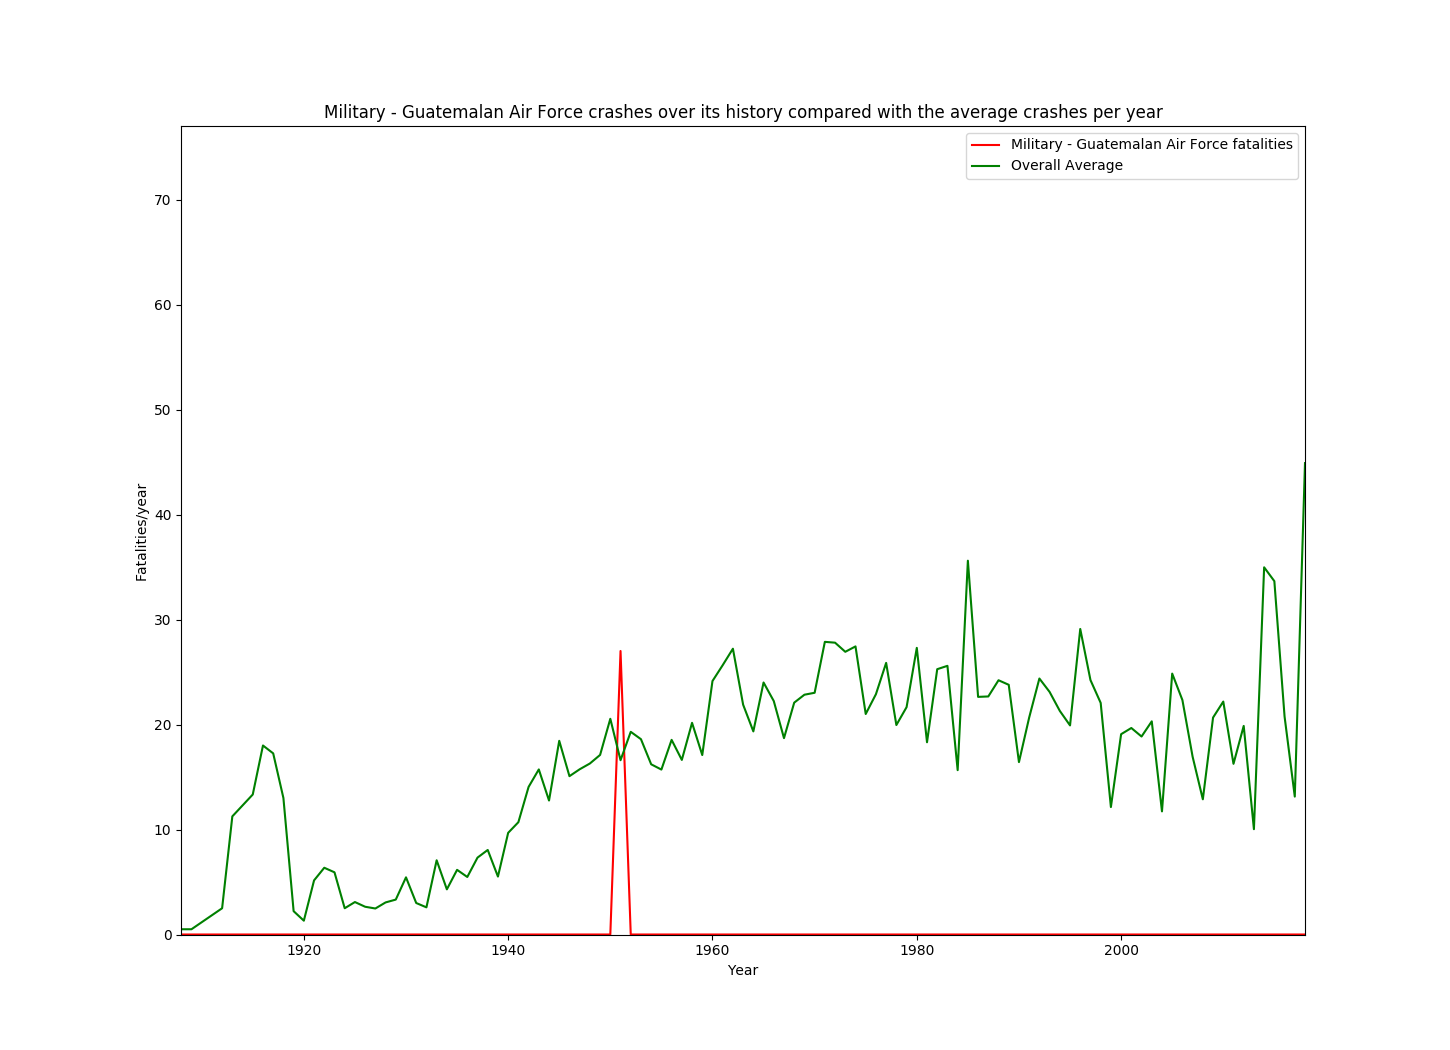 Military - Guatemalan Air Force crashes over its history compared with the average crashes per year
Military - Guatemalan Air Force fatalities
Overall Average
70
60
50
40
30
20
10
0
Fatalities/year
1920 1940 1960 1980 2000
Year